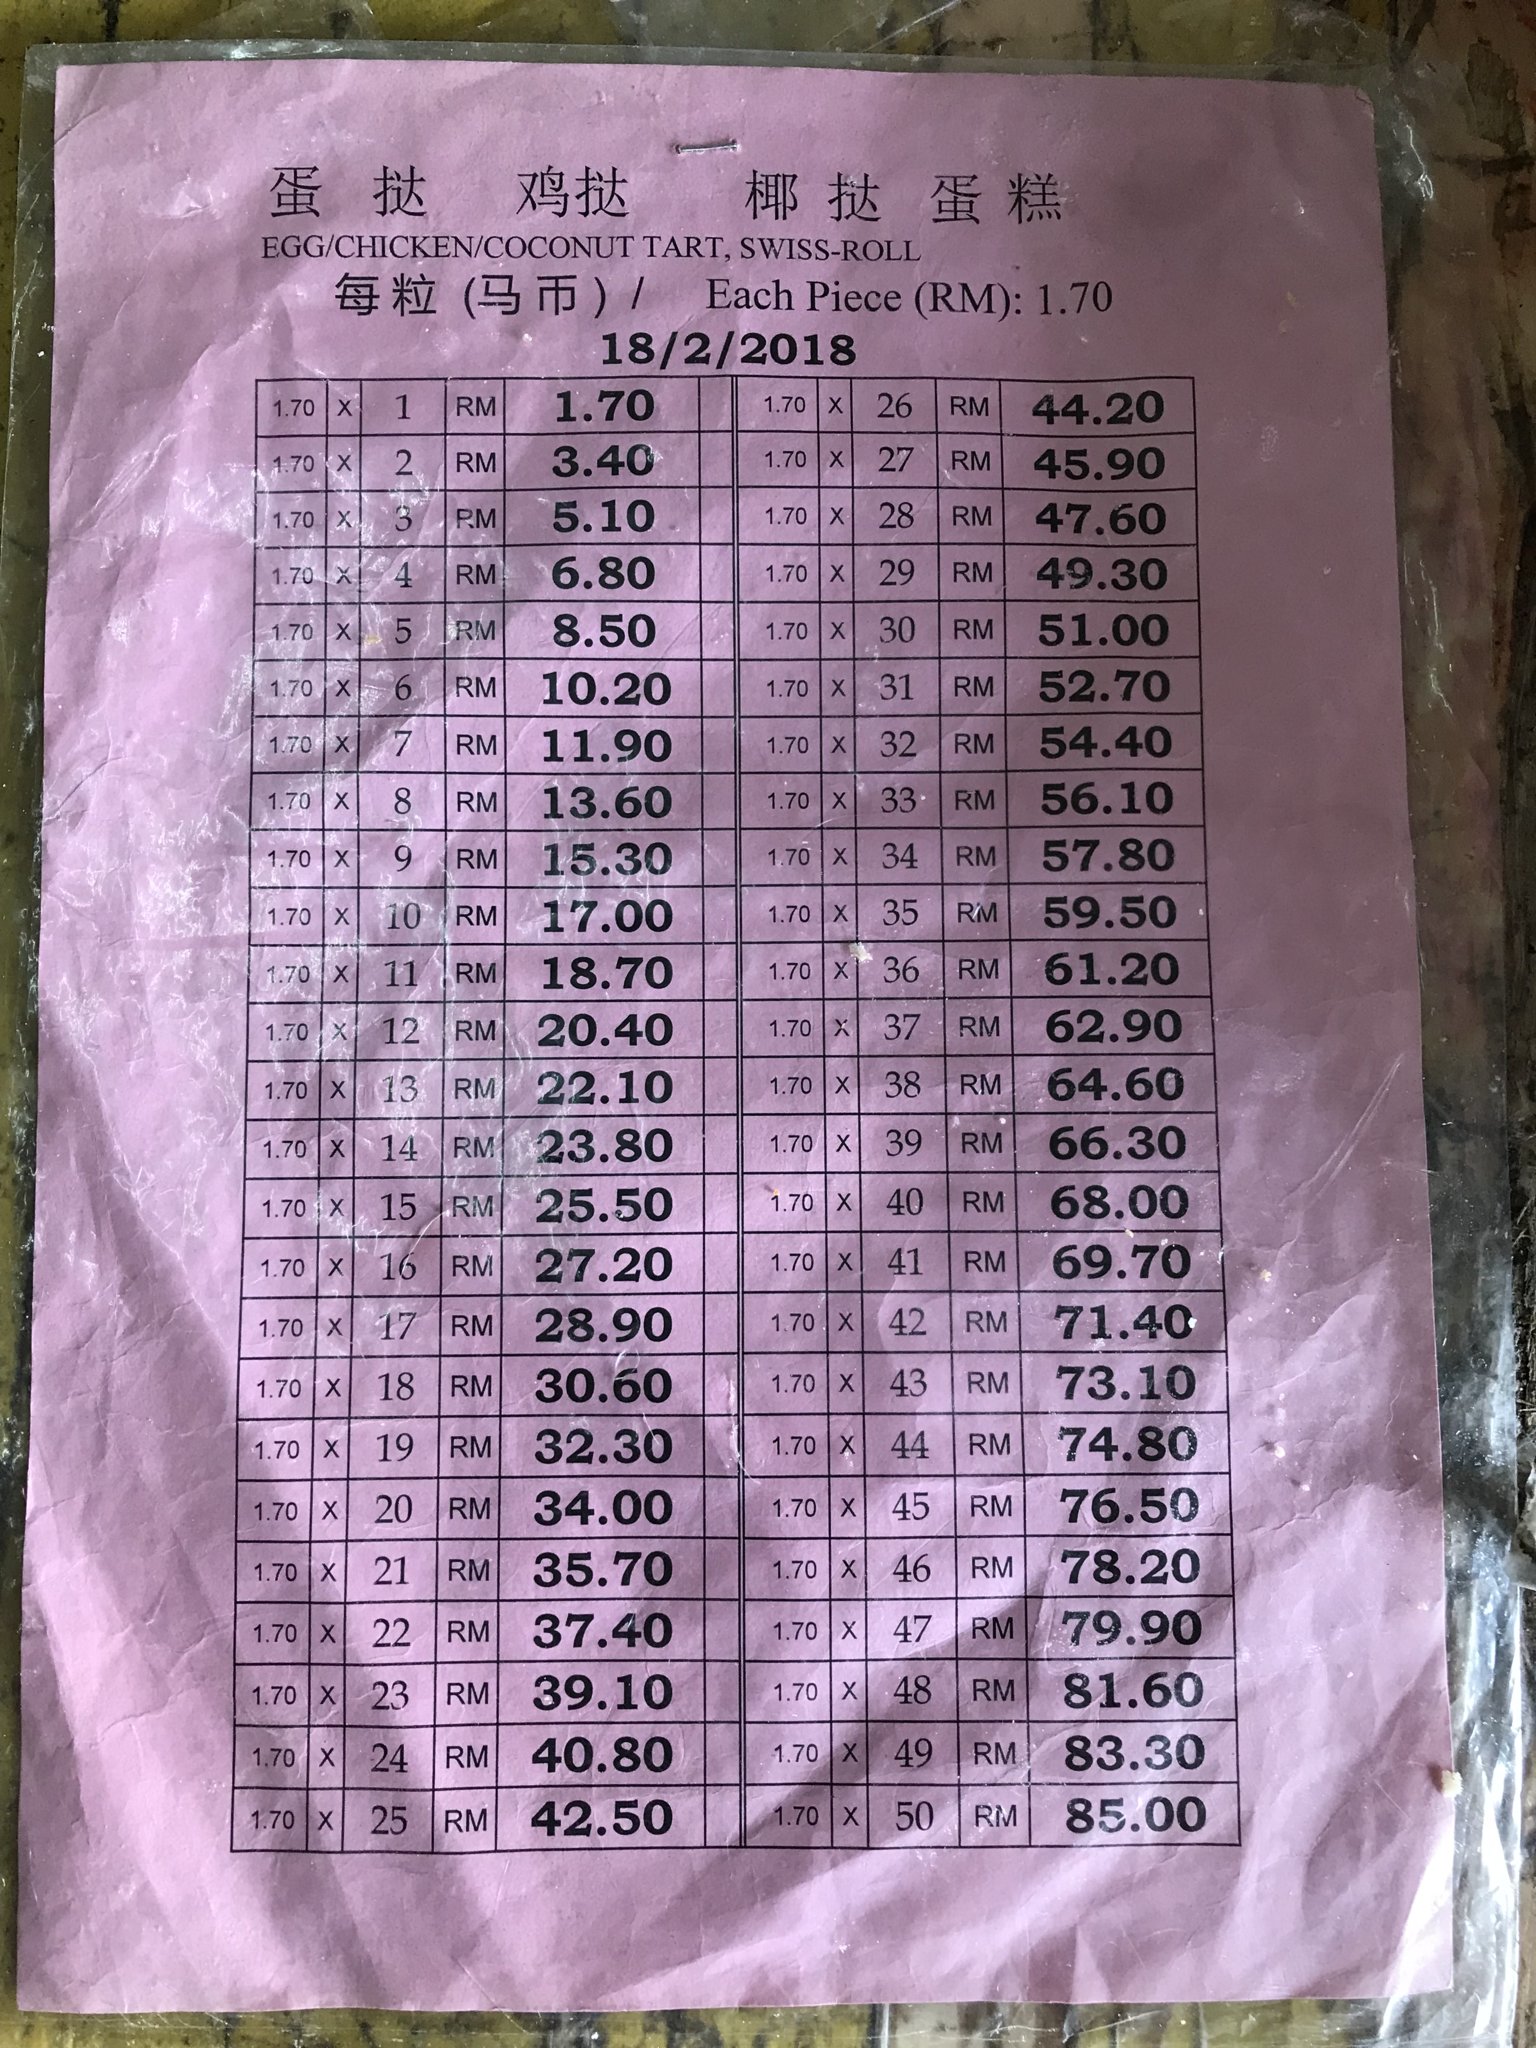 蛋 挞 鸡挞 椰 挞 蛋 糕
EGG/CHICKEN/COCONUT TART, SWISS-ROLL
每 粒 (马 币 ) / Each Piece (RM): 1.70
18/2/2018
1.70 X 1 RM 1.70 1.70 X 26 RM 44.20
1.70 X 2 RM 3.40 1.70 X 27 RM 45.90
1.70 X 3 RM 5.10 1.70 X 28 RM 47.60
1.70 X 4 RM 6.80 1.70 X 29 RM 49.30
1.70 X 5 RM 8.50 1.70 X 30 RM 51.00
1.70 X 6 RM 10.20 1.70 X 31 RM 52.70
1.70 X 7 RM 11.90 1.70 X 32 RM 54.40
1.70 X 8 RM 13.60 1.70 X 33 RM 56.10
1.70 X 9 RM 15.30 1.70 X 34 RM 57.80
1.70 X 10 RM 17.00 1.70 X 35 RM 59.50
1.70 X 11 RM 18.70 1.70 X 36 RM 61.20
1.70 X 12 RM 20.40 1.70 X 37 RM 62.90
1.70 X 13 RM 22.10 1.70 X 38 RM 64.60
1.70 X 14 RM 23.80 1.70 X 39 RM 66.30
1.70 X 15 RM 25.50 1.70 X 40 RM 68.00
1.70 X 16 RM 27.20 1.70 X 41 RM 69.70
1.70 X 17 RM 28.90 1.70 X 42 RM 71.40
1.70 X 18 RM 30.60 1.70 X 43 RM 73.10
1.70 X 19 RM 32.30 1.70 X 44 RM 74.80
1.70 X 20 RM 34.00 1.70 X 45 RM 76.50
1.70 X 21 RM 35.70 1.70 X 46 RM 78.20
1.70 X 22 RM 37.40 1.70 X 47 RM 79.90
1.70 X 23 RM 39.10 1.70 X 48 RM 81.60
1.70 X 24 RM 40.80 1.70 X 49 RM 83.30
1.70 X 25 RM 42.50 1.70 X 50 RM 85.00